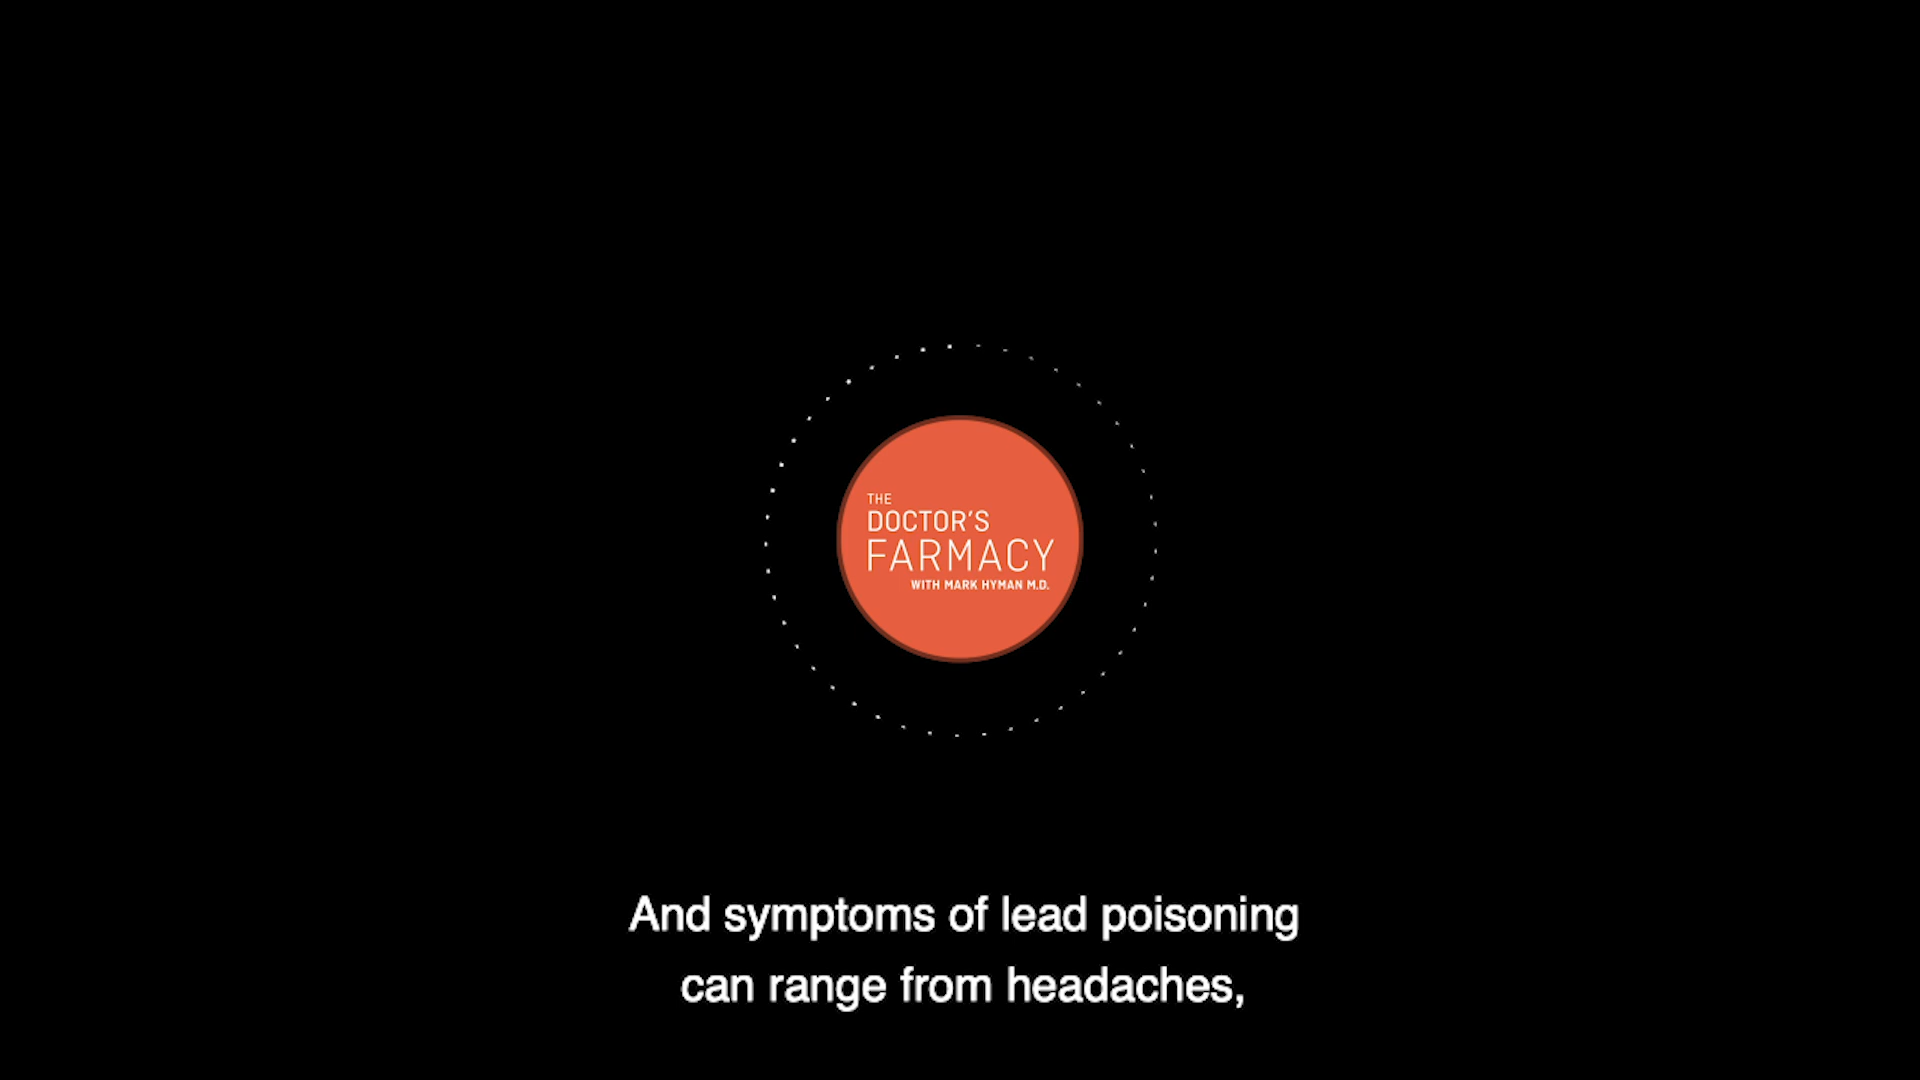 THE
DOCTOR'S
FARMACY
WITH MARK HYMAN M.D.
And symptoms of lead poisoning
can range from headaches,